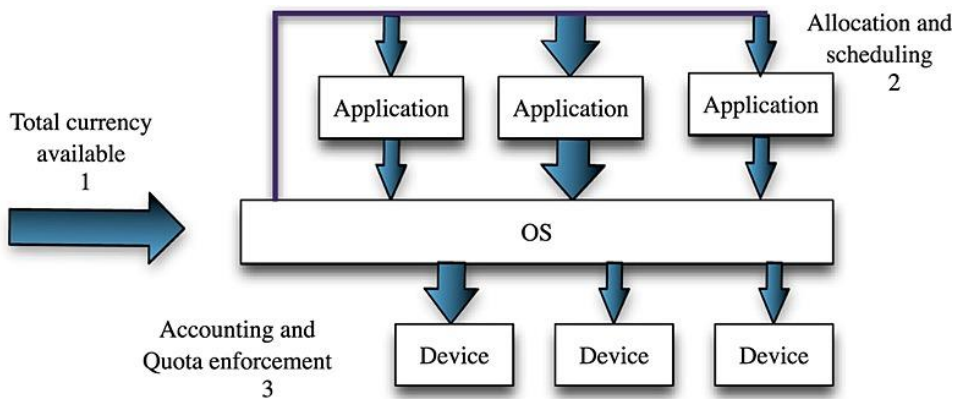 Allocation and
scheduling
2
Application
Application
Application
Total currency
available
1
OS
Accounting and
Quota enforcement
3
Device
Device
Device